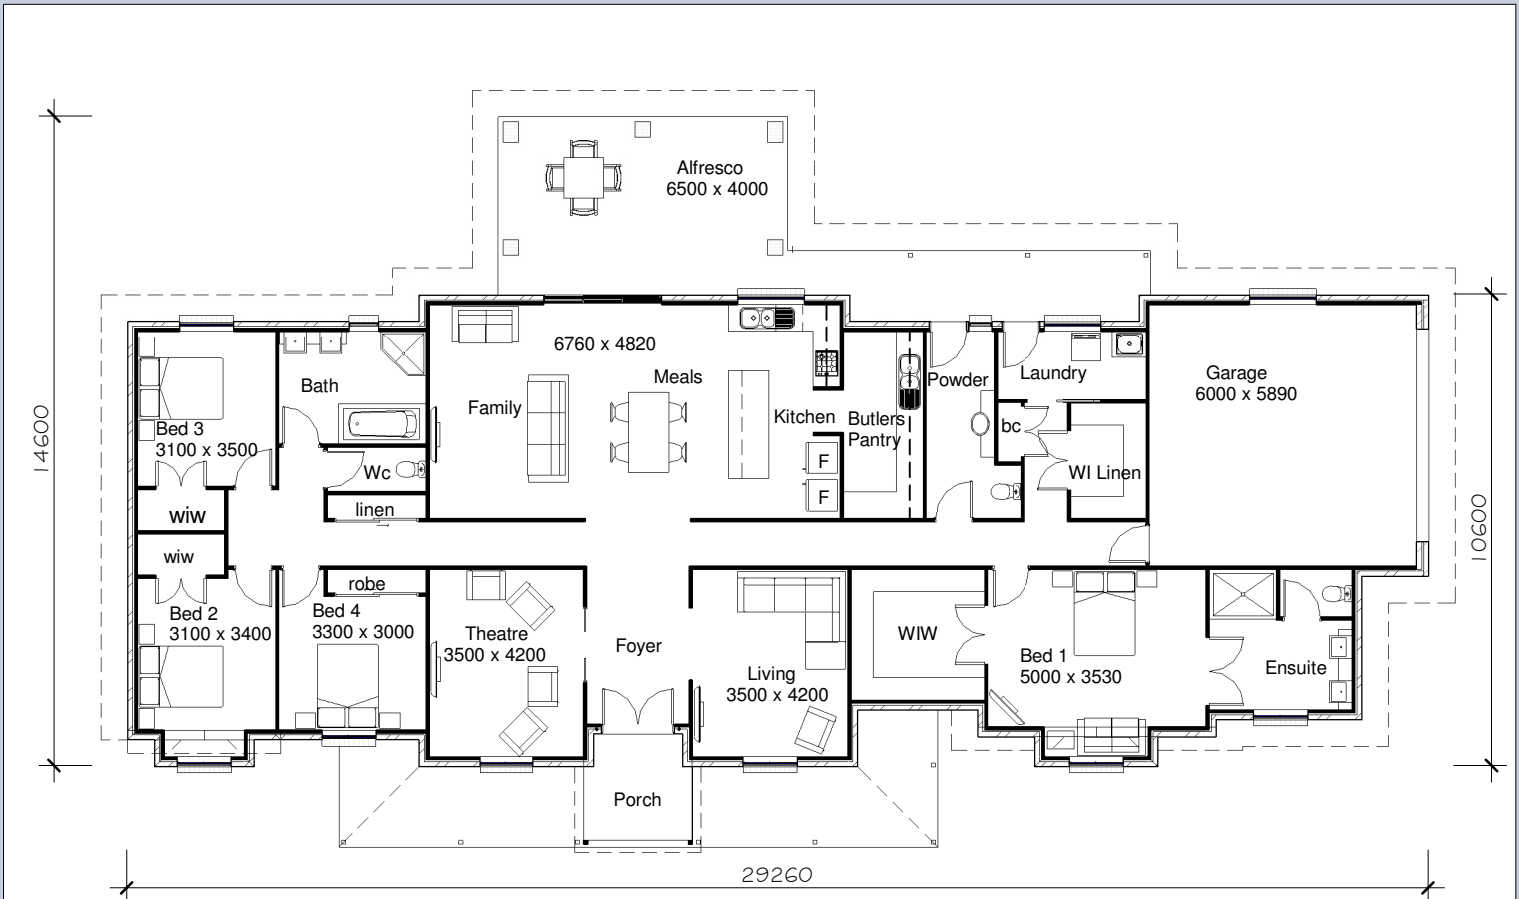 Alfresco
6500 x 4000
14600
6760 x 4820
Meals
Family
Kitchen
Bath
Bed 3
3100 x 3500
Wc
linen
wiw
wiw
F
F
Butlers
Pantry
Powder
Laundry
bc
WI Linen
Garage
6000 x 5890
10600
robe
Bed 2
3100 x 3400
Bed 4
3300 x 3000
Theatre
3500 x 4200
Foyer
Living
3500 x 4200
WIW
Bed 1
5000 x 3530
Ensuite
Porch
29260